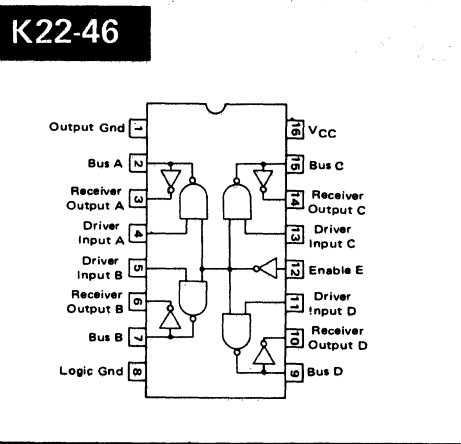 K22-46
Output Gnd 1 16 VCC
Bus A 2 15 Bus C
Receiver Output A 3 14 Receiver Output C
Driver Input A 4 13 Driver Input C
Driver Input B 5 12 Enable E
Receiver Output B 6 11 Driver Input D
Bus B 7 10 Receiver Output D
Logic Gnd 8 9 Bus D